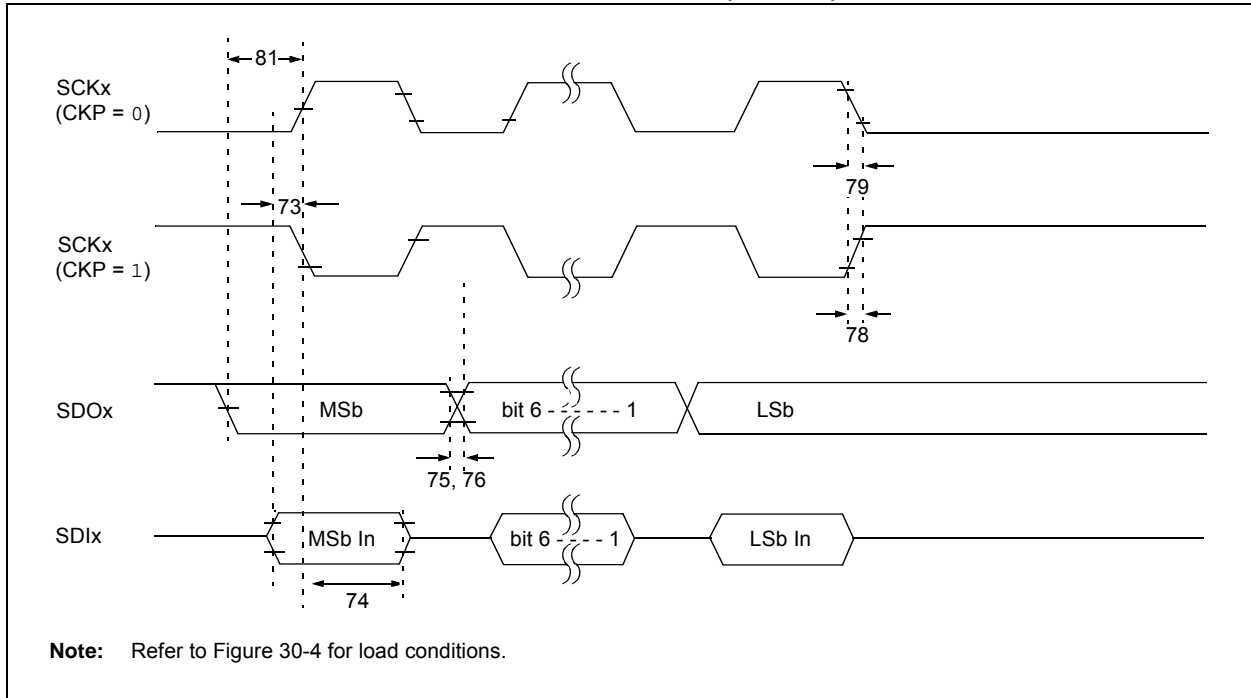 81
SCKx
(CKP = 0)
79
73
SCKx
(CKP = 1)
78
SDOx
MSb
bit 6 - - - - - - 1
LSb
75, 76
SDIx
MSb In
bit 6 - - - - 1
LSb In
74
Note: Refer to Figure 30-4 for load conditions.